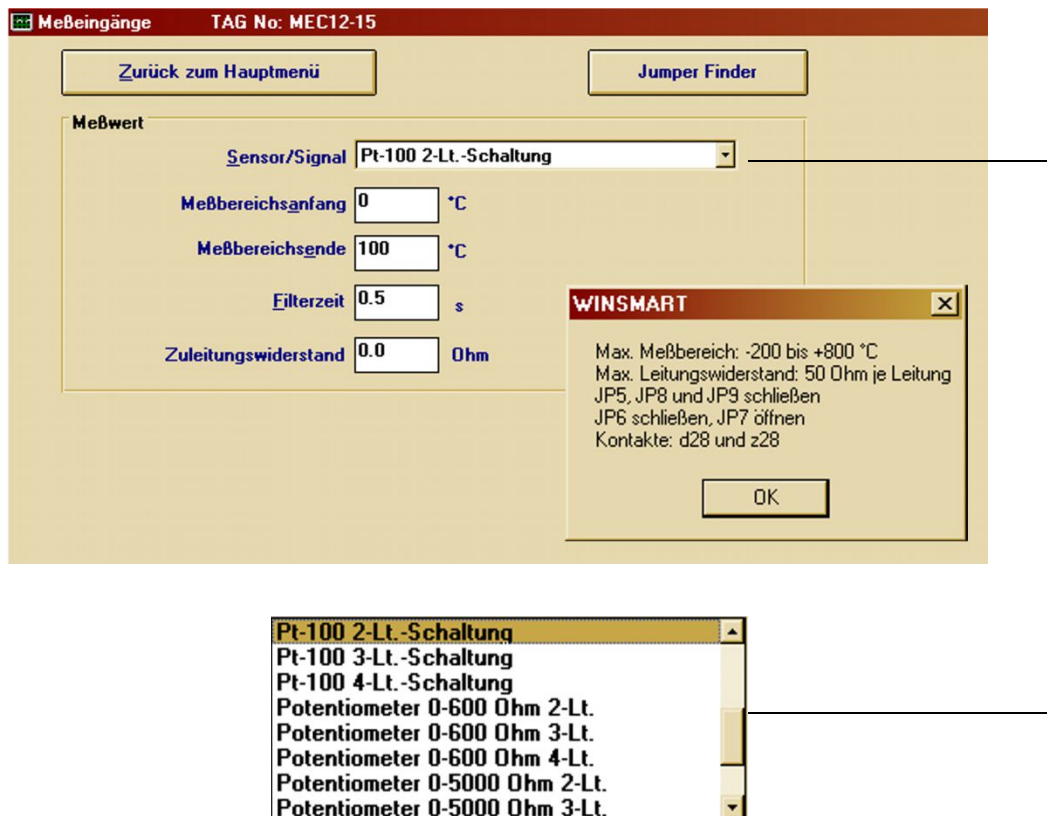 Meßeingänge TAG No: MEC12-15
Zurück zum Hauptmenü Jumper Finder
Meßwert
Sensor/Signal Pt-100 2-Lt.-Schaltung
Meßbereichsanfang 0 °C
Meßbereichsende 100 °C
Filterzeit 0.5 s
Zuleitungswiderstand 0.0 Ohm
WINSMART
Max. Meßbereich: -200 bis +800 °C
Max. Leitungswiderstand: 50 Ohm je Leitung
JP5, JP8 und JP9 schließen
JP6 schließen, JP7 öffnen
Kontakte: d28 und z28
OK
Pt-100 2-Lt.-Schaltung
Pt-100 3-Lt.-Schaltung
Pt-100 4-Lt.-Schaltung
Potentiometer 0-600 Ohm 2-Lt.
Potentiometer 0-600 Ohm 3-Lt.
Potentiometer 0-600 Ohm 4-Lt.
Potentiometer 0-5000 Ohm 2-Lt.
Potentiometer 0-5000 Ohm 3-Lt.